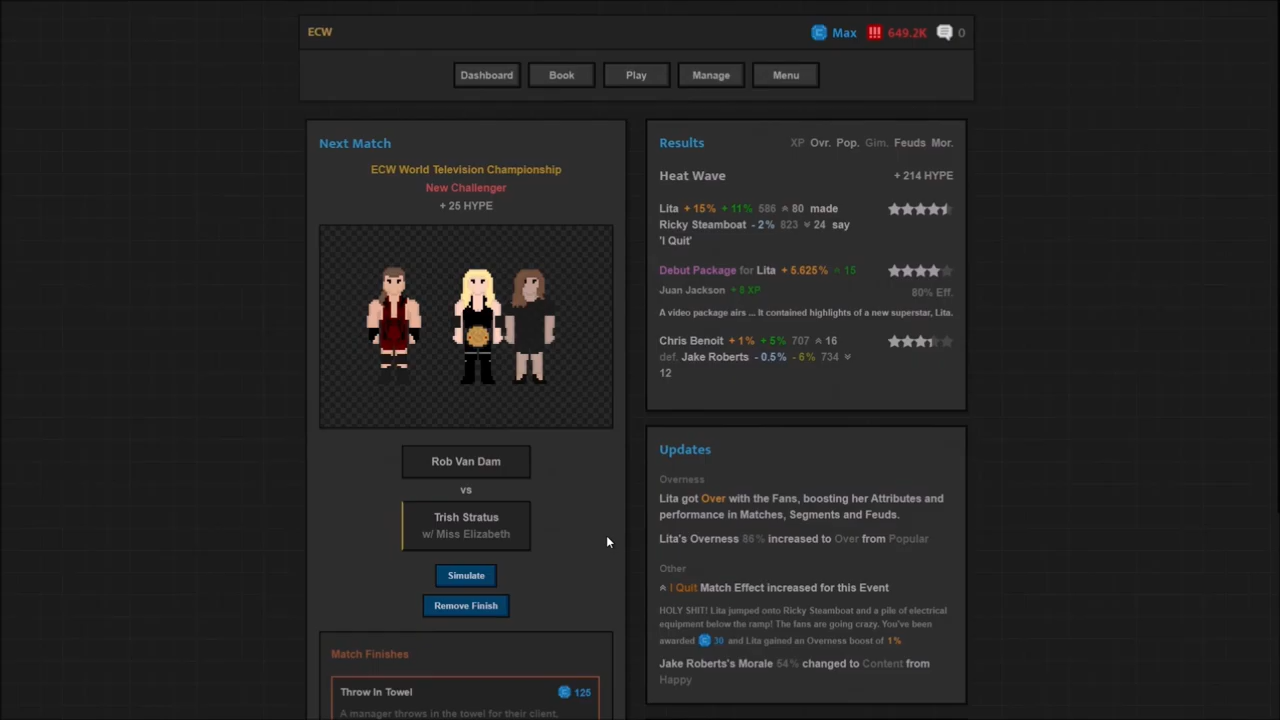 ECW
Max 649.2K 0
Dashboard Book Play Manage Menu
Next Match
ECW World Television Championship
New Challenger
+ 25 HYPE
Rob Van Dam
vs
Trish Stratus
w/ Miss Elizabeth
Simulate
Remove Finish
Match Finishes
Throw In Towel 125
A manager throws in the towel for their client,
Results XP Ovr. Pop. Gim. Feuds Mor.
Heat Wave + 214 HYPE
Lita + 15% + 11% 586 80 made
Ricky Steamboat - 2% 823 24 say
'I Quit'
Debut Package for Lita + 5.625% 15
Juan Jackson + 8 XP 80% Eff.
A video package airs ... It contained highlights of a new superstar, Lita.
Chris Benoit + 1% + 5% 707 16
def. Jake Roberts - 0.5% - 6% 734
12
Updates
Overness
Lita got Over with the Fans, boosting her Attributes and
performance in Matches, Segments and Feuds.
Lita's Overness 86% increased to Over from Popular
Other
I Quit Match Effect increased for this Event
HOLY SHIT! Lita jumped onto Ricky Steamboat and a pile of electrical
equipment below the ramp! The fans are going crazy. You've been
awarded 30 and Lita gained an Overness boost of 1%
Jake Roberts's Morale 54% changed to Content from
Happy